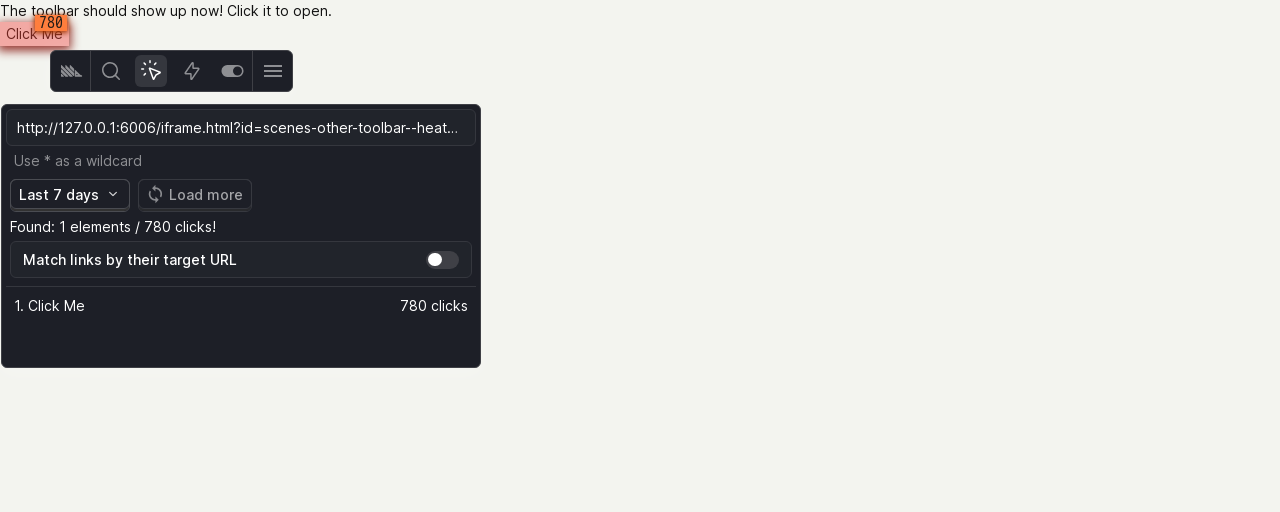 The toolbar should show up now! Click it to open.
780
Click Me
http://127.0.0.1:6006/iframe.html?id=scenes-other-toolbar--heat...
Use * as a wildcard
Last 7 days
Load more
Found: 1 elements / 780 clicks!
Match links by their target URL
1. Click Me 780 clicks